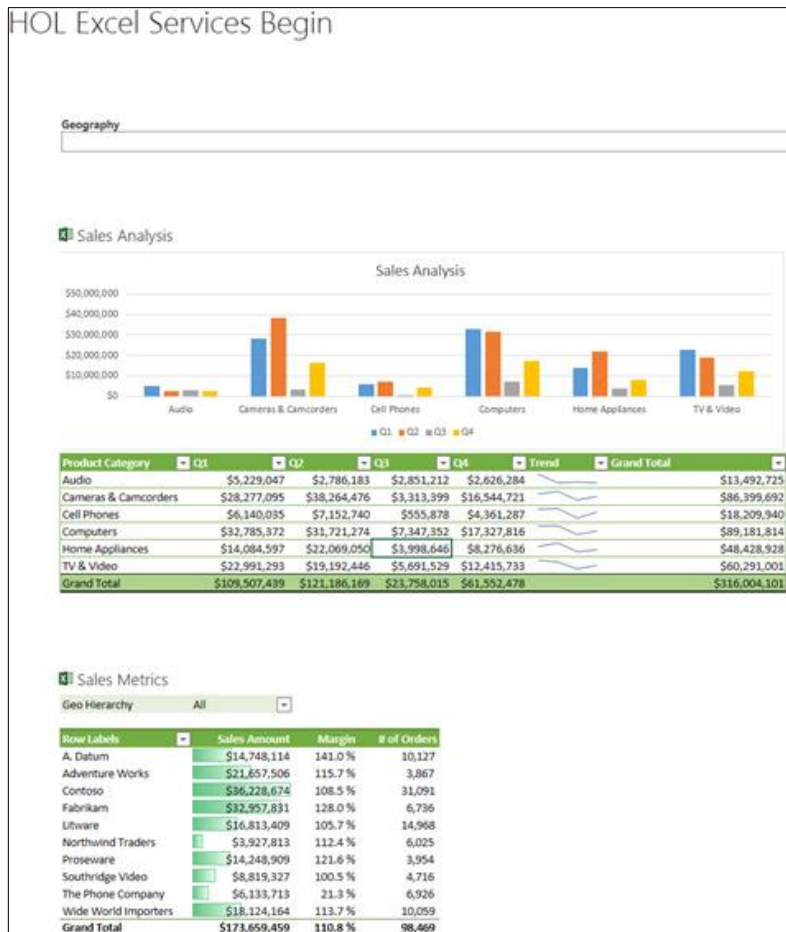 HOL Excel Services Begin
Geography
Sales Analysis
Sales Analysis
$50,000,000
$40,000,000
$30,000,000
$20,000,000
$10,000,000
$0
Audio Cameras & Camcorders Cell Phones Computers Home Appliances TV & Video
Q1 Q2 Q3 Q4
Product Category Q1 Q2 Q3 Q4 Trend Grand Total
Audio $5,229,047 $2,786,183 $2,851,212 $2,626,284 $13,492,725
Cameras & Camcorders $28,277,095 $38,264,476 $3,313,399 $16,544,721 $86,399,692
Cell Phones $6,140,035 $7,152,740 $555,878 $4,361,287 $18,209,940
Computers $32,785,372 $31,721,274 $7,347,352 $17,327,816 $89,181,814
Home Appliances $14,084,597 $22,069,050 $3,998,646 $8,276,636 $48,428,928
TV & Video $22,991,293 $19,192,446 $5,691,529 $12,415,733 $60,291,001
Grand Total $109,507,439 $121,186,169 $23,758,015 $61,552,478 $316,004,101
Sales Metrics
Geo Hierarchy All
Row Labels Sales Amount Margin # of Orders
A. Datum $14,748,114 141.0 % 10,127
Adventure Works $21,657,506 115.7 % 3,867
Contoso $36,228,674 108.5 % 31,091
Fabrikam $32,957,831 128.0 % 6,736
Litware $16,813,409 105.7 % 14,968
Northwind Traders $3,927,813 112.4 % 6,025
Proseware $14,248,909 121.6 % 3,954
Southridge Video $8,819,327 100.5 % 4,716
The Phone Company $6,133,713 21.3 % 6,926
Wide World Importers $18,124,164 113.7 % 10,059
Grand Total $173,659,459 110.8 % 98,469